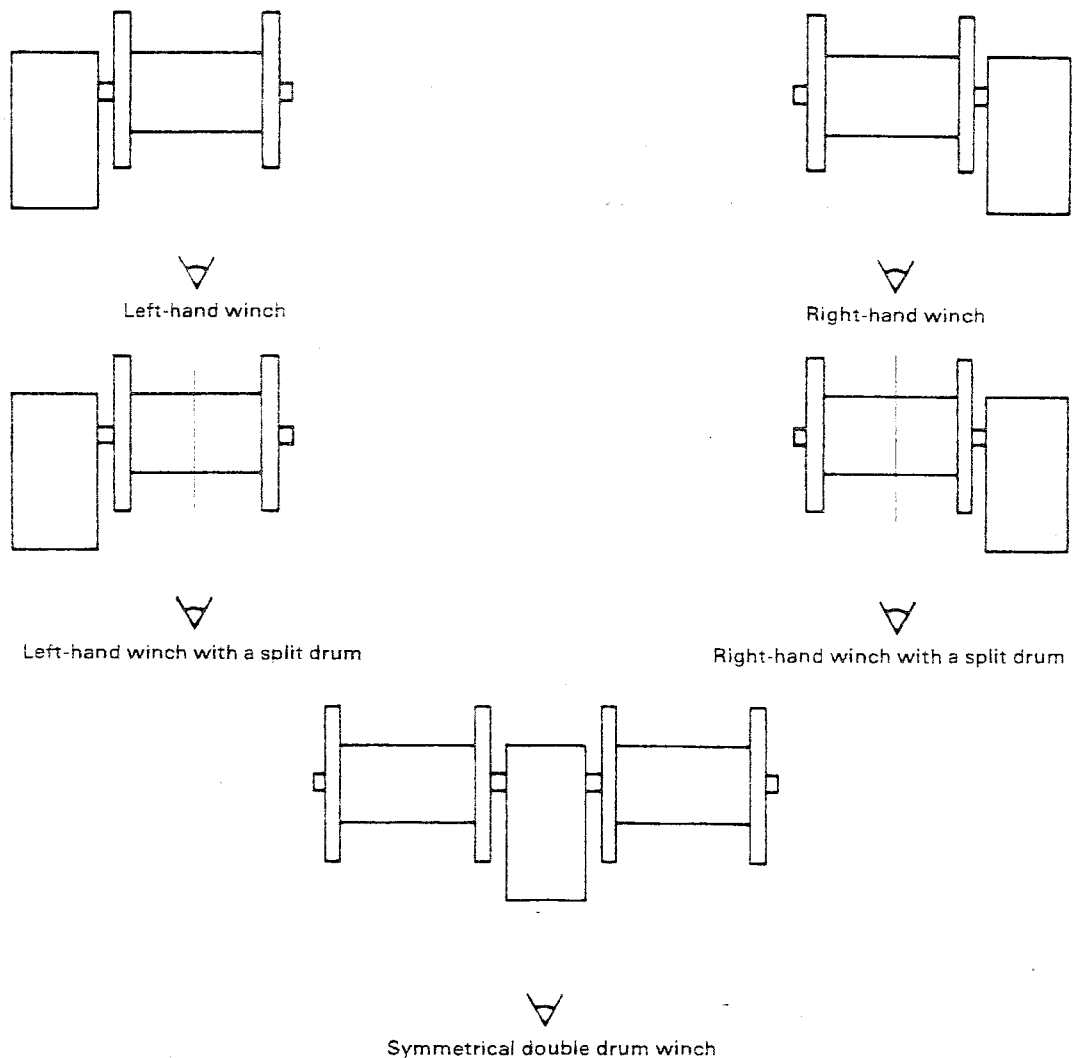 Left-hand winch
Right-hand winch
Left-hand winch with a split drum
Right-hand winch with a split drum
Symmetrical double drum winch